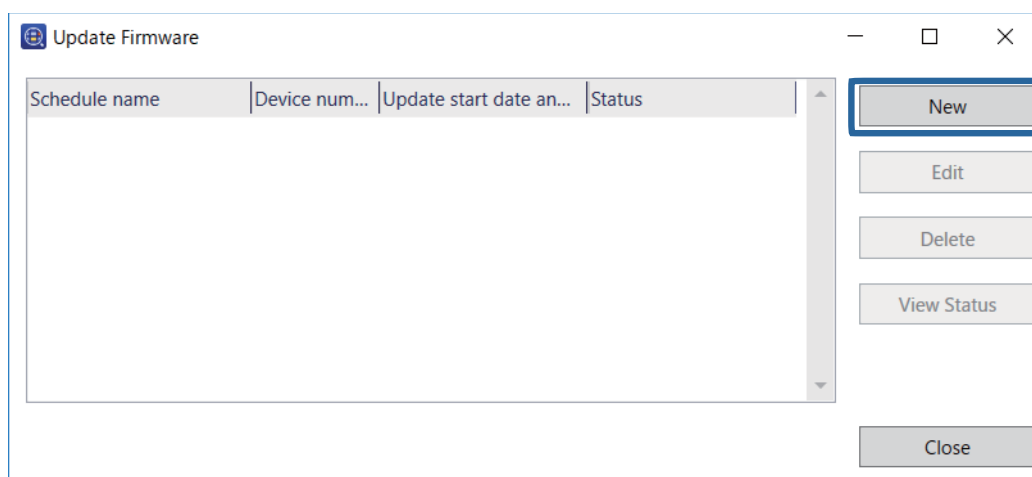 Update Firmware
Schedule name Device num... Update start date an... Status
New
Edit
Delete
View Status
Close